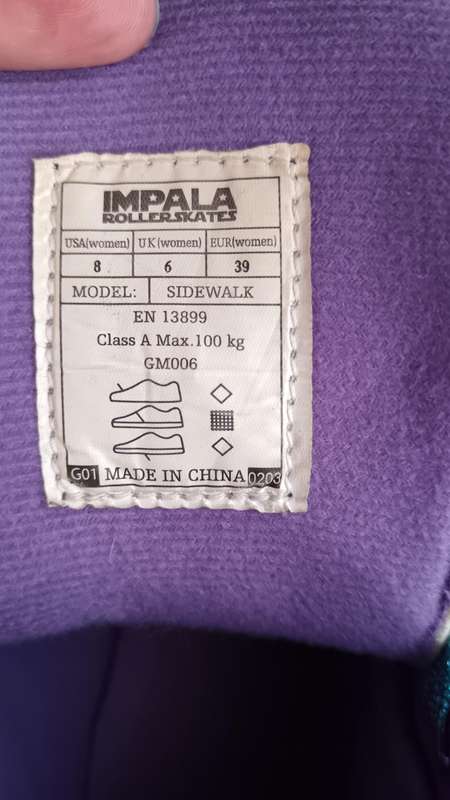 IMPALA
ROLLERSKATES
USA(women) UK(women) EUR(women)
8 6 39
MODEL: SIDEWALK
EN 13899
Class A Max.100 kg
GM006
G01 MADE IN CHINA 0203